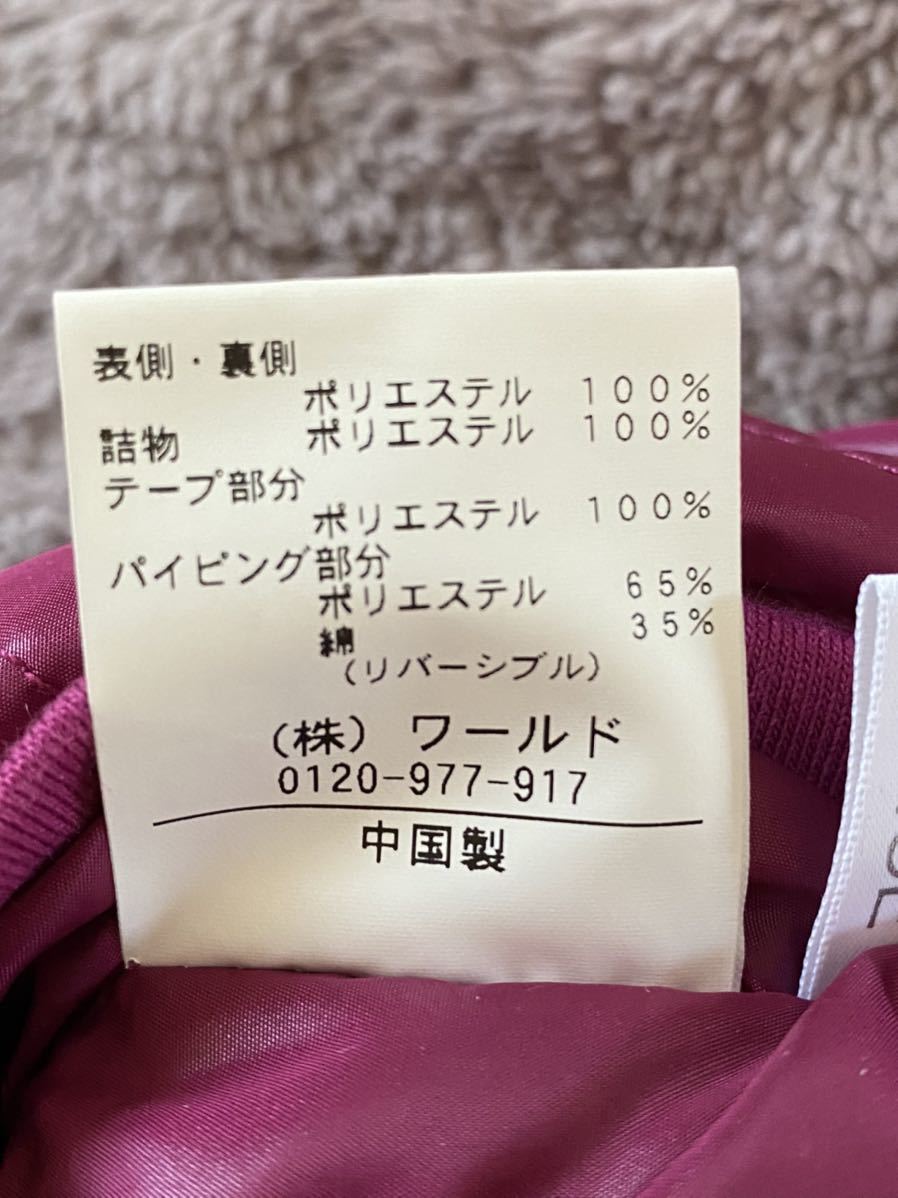 表側・裏側
ポリエステル 100%
詰物 ポリエステル 100%
テープ部分
ポリエステル 100%
パイピング部分
ポリエステル 65%
綿 35%
(リバーシブル)
(株) ワールド
0120-977-917
中国製